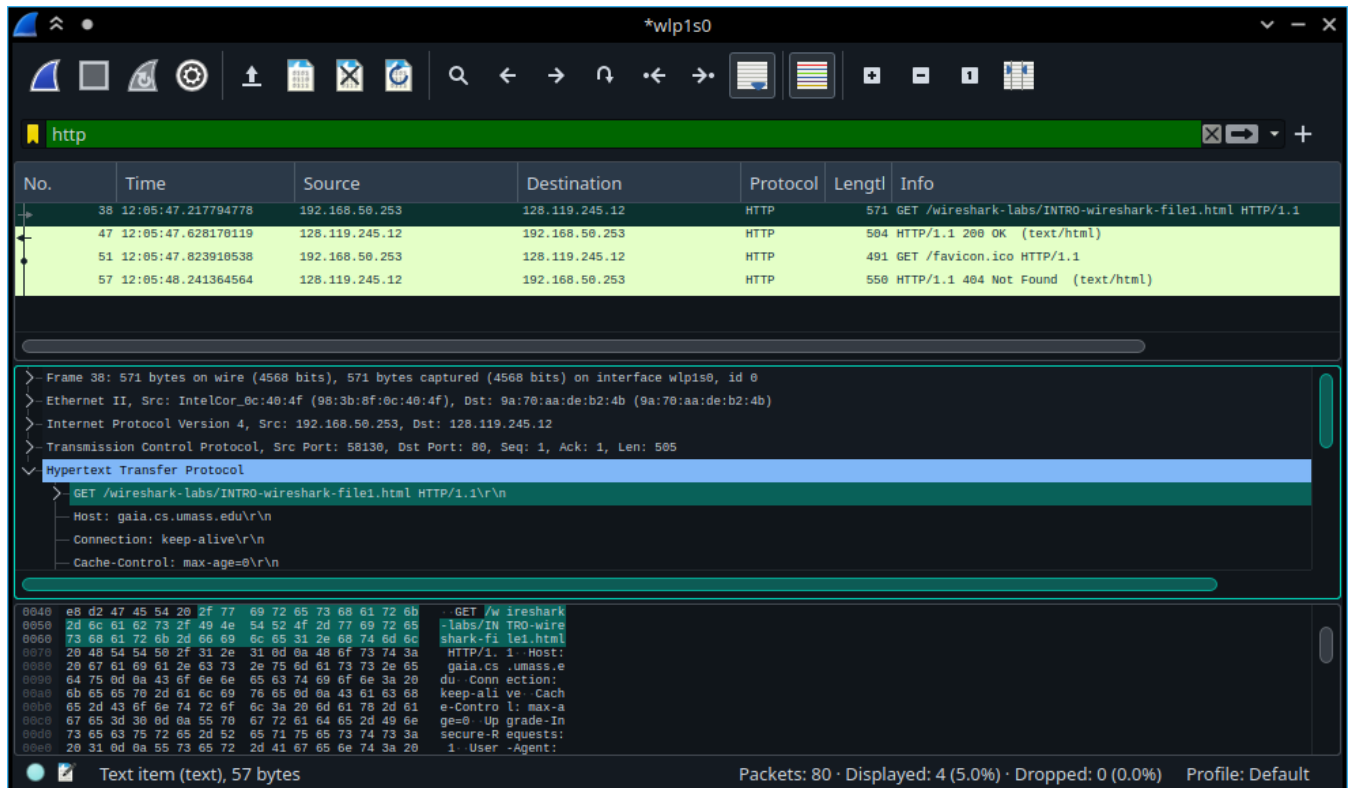 *wlp1s0
http
No. Time Source Destination Protocol Lengtl Info
38 12:05:47.217794778 192.168.50.253 128.119.245.12 HTTP 571 GET /wireshark-labs/INTRO-wireshark-file1.html HTTP/1.1
47 12:05:47.628170119 128.119.245.12 192.168.50.253 HTTP 504 HTTP/1.1 200 OK (text/html)
51 12:05:47.823910538 192.168.50.253 128.119.245.12 HTTP 491 GET /favicon.ico HTTP/1.1
57 12:05:48.241364564 128.119.245.12 192.168.50.253 HTTP 550 HTTP/1.1 404 Not Found (text/html)
Frame 38: 571 bytes on wire (4568 bits), 571 bytes captured (4568 bits) on interface wlp1s0, id 0
Ethernet II, Src: IntelCor_0c:40:4f (98:3b:8f:0c:40:4f), Dst: 9a:70:aa:de:b2:4b (9a:70:aa:de:b2:4b)
Internet Protocol Version 4, Src: 192.168.50.253, Dst: 128.119.245.12
Transmission Control Protocol, Src Port: 58130, Dst Port: 80, Seq: 1, Ack: 1, Len: 505
Hypertext Transfer Protocol
GET /wireshark-labs/INTRO-wireshark-file1.html HTTP/1.1\r\n
Host: gaia.cs.umass.edu\r\n
Connection: keep-alive\r\n
Cache-Control: max-age=0\r\n
0040 e8 d2 47 45 54 20 2f 77 69 72 65 73 68 61 72 6b ··GET /w ireshark
0050 2d 6c 61 62 73 2f 49 4e 54 52 4f 2d 77 69 72 65 -labs/IN TRO-wire
0060 73 68 61 72 6b 2d 66 69 6c 65 31 2e 68 74 6d 6c shark-fi le1.html
0070 20 48 54 54 50 2f 31 2e 31 0d 0a 48 6f 73 74 3a HTTP/1. 1··Host:
0080 20 67 61 69 61 2e 63 73 2e 75 6d 61 73 73 2e 65 gaia.cs .umass.e
0090 64 75 0d 0a 43 6f 6e 6e 65 63 74 69 6f 6e 3a 20 du··Conn ection:
00a0 6b 65 65 70 2d 61 6c 69 76 65 0d 0a 43 61 63 68 keep-ali ve··Cach
00b0 65 2d 43 6f 6e 74 72 6f 6c 3a 20 6d 61 78 2d 61 e-Contro l: max-a
00c0 67 65 3d 30 0d 0a 55 70 67 72 61 64 65 2d 49 6e ge=0··Up grade-In
00d0 73 65 63 75 72 65 2d 52 65 71 75 65 73 74 73 3a secure-R equests:
00e0 20 31 0d 0a 55 73 65 72 2d 41 67 65 6e 74 3a 20 1··User -Agent:
Text item (text), 57 bytes Packets: 80 · Displayed: 4 (5.0%) · Dropped: 0 (0.0%) Profile: Default